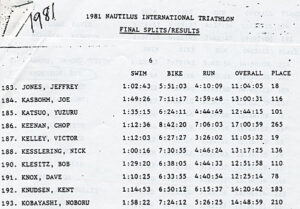 1981
1981 NAUTILUS INTERNATIONAL TRIATHLON
FINAL SPLITS/RESULTS
6
SWIM BIKE RUN OVERALL PLACE
183. JONES, JEFFREY 1:02:43 5:51:03 4:10:09 11:04:05 18
184. KASBOHM, JOE 1:49:26 7:11:17 2:59:48 13:00:31 116
185. KATSUO, YUZURU 1:35:15 6:24:11 4:44:49 12:44:15 101
186. KEENAN, CHOP 1:12:36 8:42:20 7:06:03 17:00:59 265
187. KELLEY, VICTOR 1:12:03 6:27:27 3:26:02 11:05:32 19
188. KESSLERING, NICK 1:00:16 7:30:55 4:46:24 13:17:25 136
190. KLESITZ, BOB 1:29:20 6:38:05 4:44:33 12:51:58 110
191. KNOX, DAVE 1:10:25 6:33:55 4:40:54 12:25:14 78
192. KNUDSEN, KENT 1:14:53 6:50:12 6:15:37 14:20:42 183
193. KOBAYASHI, NOBORU 1:58:22 7:24:12 5:26:25 14:48:59 210